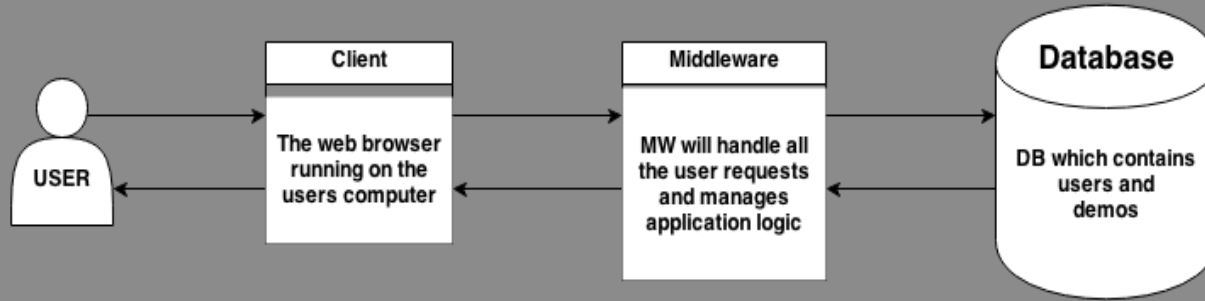 USER
Client
The web browser
running on the
users computer
Middleware
MW will handle all
the user requests
and manages
application logic
Database
DB which contains
users and
demos